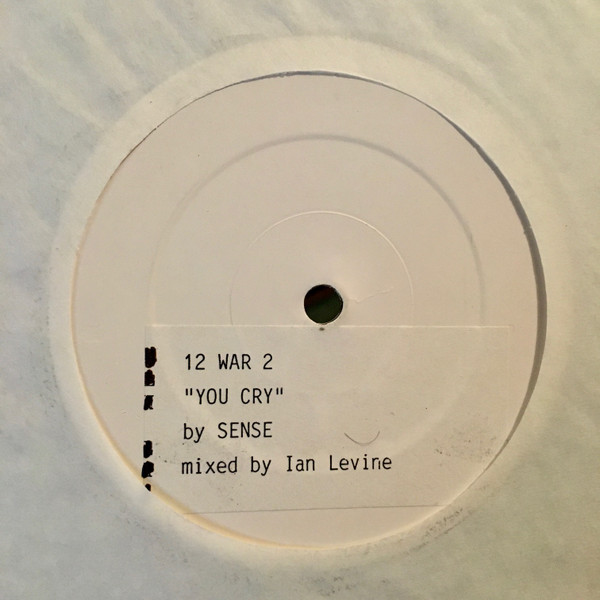 12 WAR 2
"YOU CRY"
by SENSE
mixed by Ian Levine